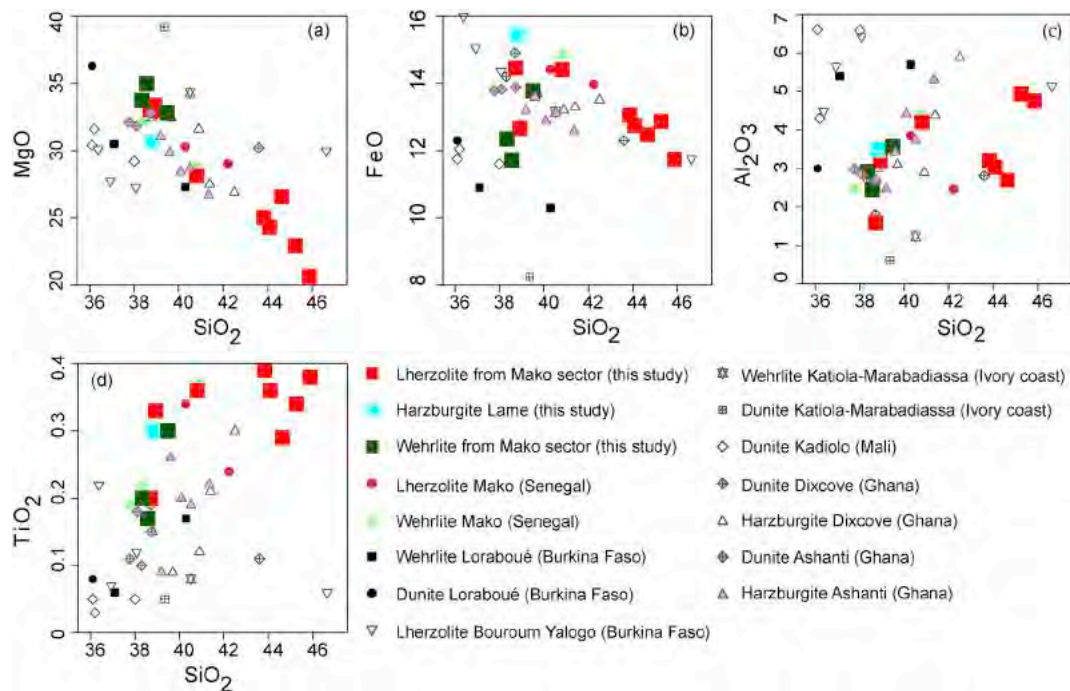 (a)
MgO
40
35
30
25
20
36 38 40 42 44 46
SiO2
(b)
FeO
16
14
12
10
8
36 38 40 42 44 46
SiO2
(c)
Al2O3
7
6
5
4
3
2
1
0
36 38 40 42 44 46
SiO2
(d)
TiO2
0.4
0.3
0.2
0.1
0
36 38 40 42 44 46
SiO2
Lherzolite from Mako sector (this study)
Harzburgite Lame (this study)
Wehrlite from Mako sector (this study)
Lherzolite Mako (Senegal)
Wehrlite Mako (Senegal)
Wehrlite Loraboué (Burkina Faso)
Dunite Loraboué (Burkina Faso)
Lherzolite Bouroum Yalogo (Burkina Faso)
Wehrlite Katiola-Marabadiassa (Ivory coast)
Dunite Katiola-Marabadiassa (Ivory coast)
Dunite Kadiolo (Mali)
Dunite Dixcove (Ghana)
Harzburgite Dixcove (Ghana)
Dunite Ashanti (Ghana)
Harzburgite Ashanti (Ghana)